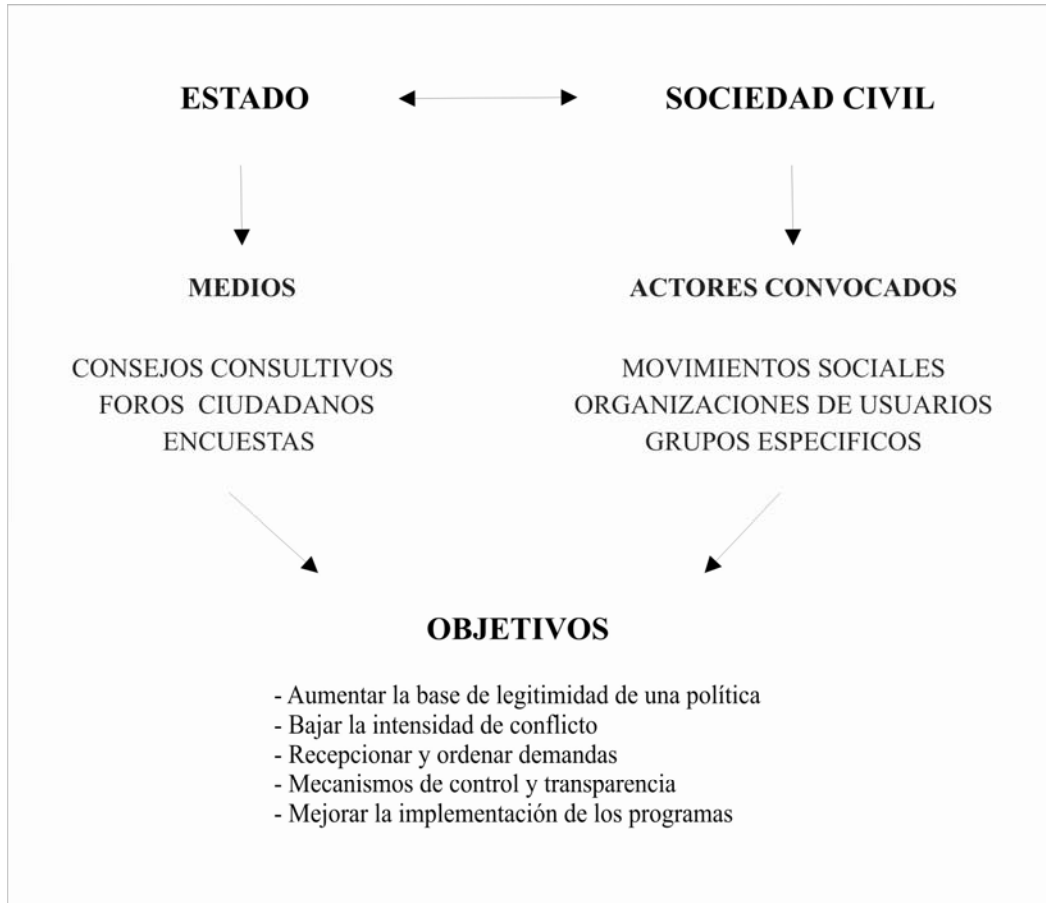 ESTADO
SOCIEDAD CIVIL
MEDIOS
ACTORES CONVOCADOS
CONSEJOS CONSULTIVOS
FOROS CIUDADANOS
ENCUESTAS
MOVIMIENTOS SOCIALES
ORGANIZACIONES DE USUARIOS
GRUPOS ESPECIFICOS
OBJETIVOS
- Aumentar la base de legitimidad de una política
- Bajar la intensidad de conflicto
- Recepcionar y ordenar demandas
- Mecanismos de control y transparencia
- Mejorar la implementación de los programas